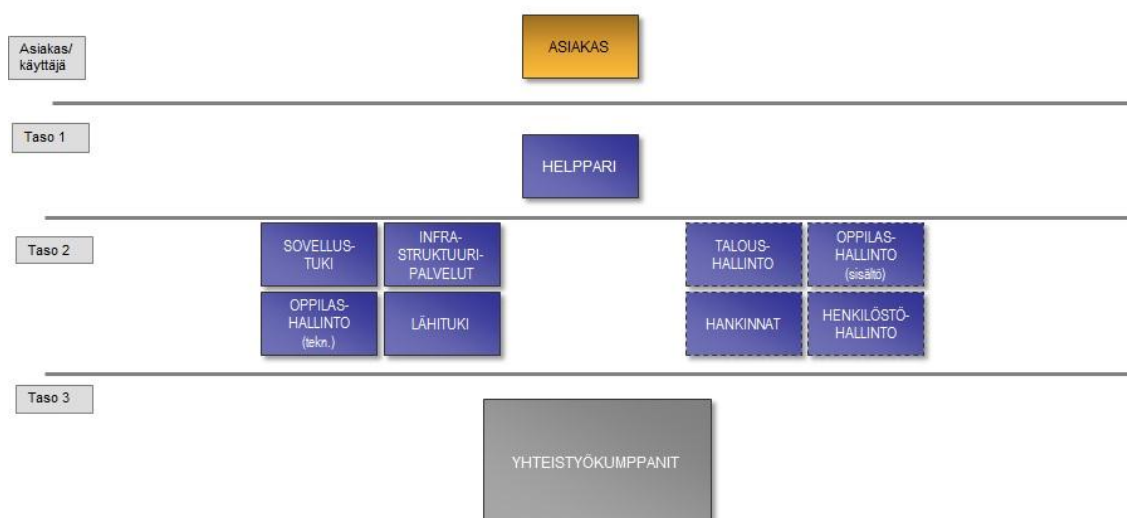 Asiakas/
käyttäjä
ASIAKAS
Taso 1
HELPPARI
Taso 2
SOVELLUS-
TUKI
INFRA-
STRUKTUURI-
PALVELUT
TALOUS-
HALLINTO
OPPILAS-
HALLINTO
(sisältö)
OPPILAS-
HALLINTO
(tekn.)
LÄHITUKI
HANKINNAT
HENKILÖSTÖ-
HALLINTO
Taso 3
YHTEISTYÖKUMPPANIT